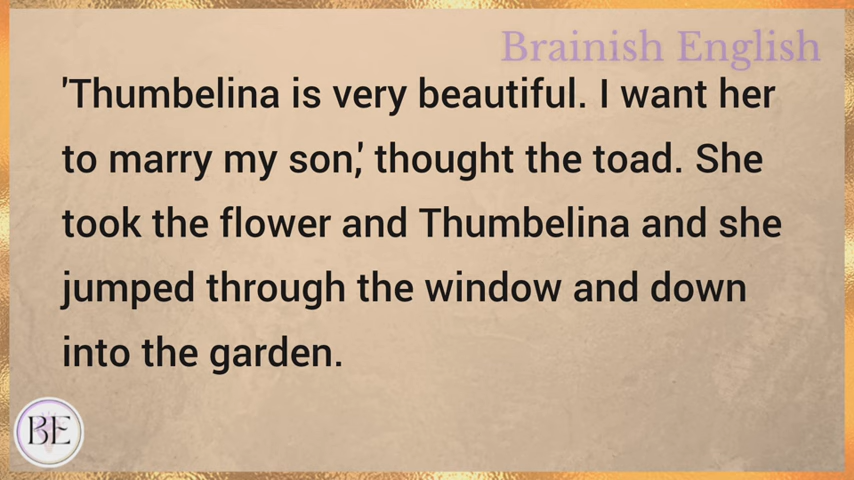 Brainish English
'Thumbelina is very beautiful. I want her
to marry my son,' thought the toad. She
took the flower and Thumbelina and she
jumped through the window and down
into the garden.
BE